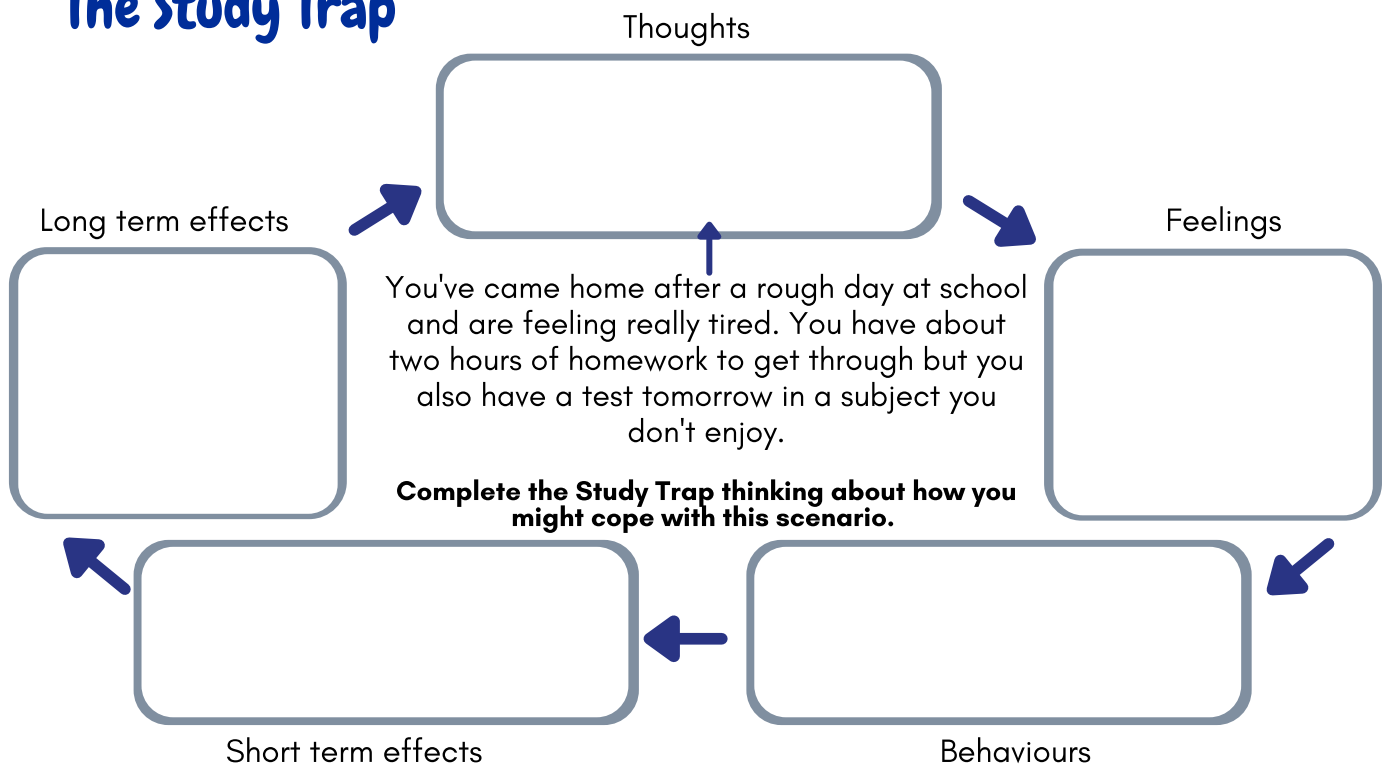 The Study Trap
Thoughts
Long term effects
Feelings
You've came home after a rough day at school
and are feeling really tired. You have about
two hours of homework to get through but you
also have a test tomorrow in a subject you
don't enjoy.
Complete the Study Trap thinking about how you
might cope with this scenario.
Short term effects
Behaviours